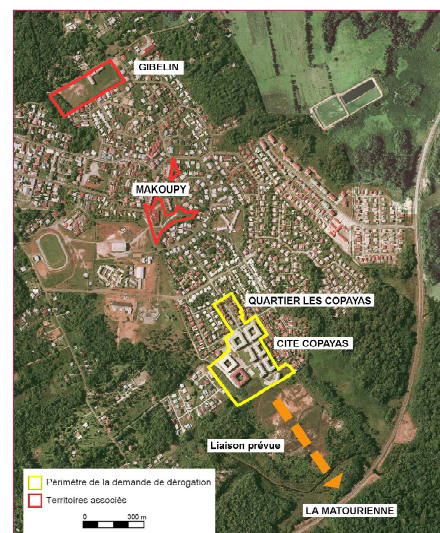 GIBELIN
MAKOUPY
QUARTIER LES COPAYAS
CITE COPAYAS
Liaison prévue
Périmètre de la demande de dérogation
Territoires associés
0 300 m
LA MATOURIENNE